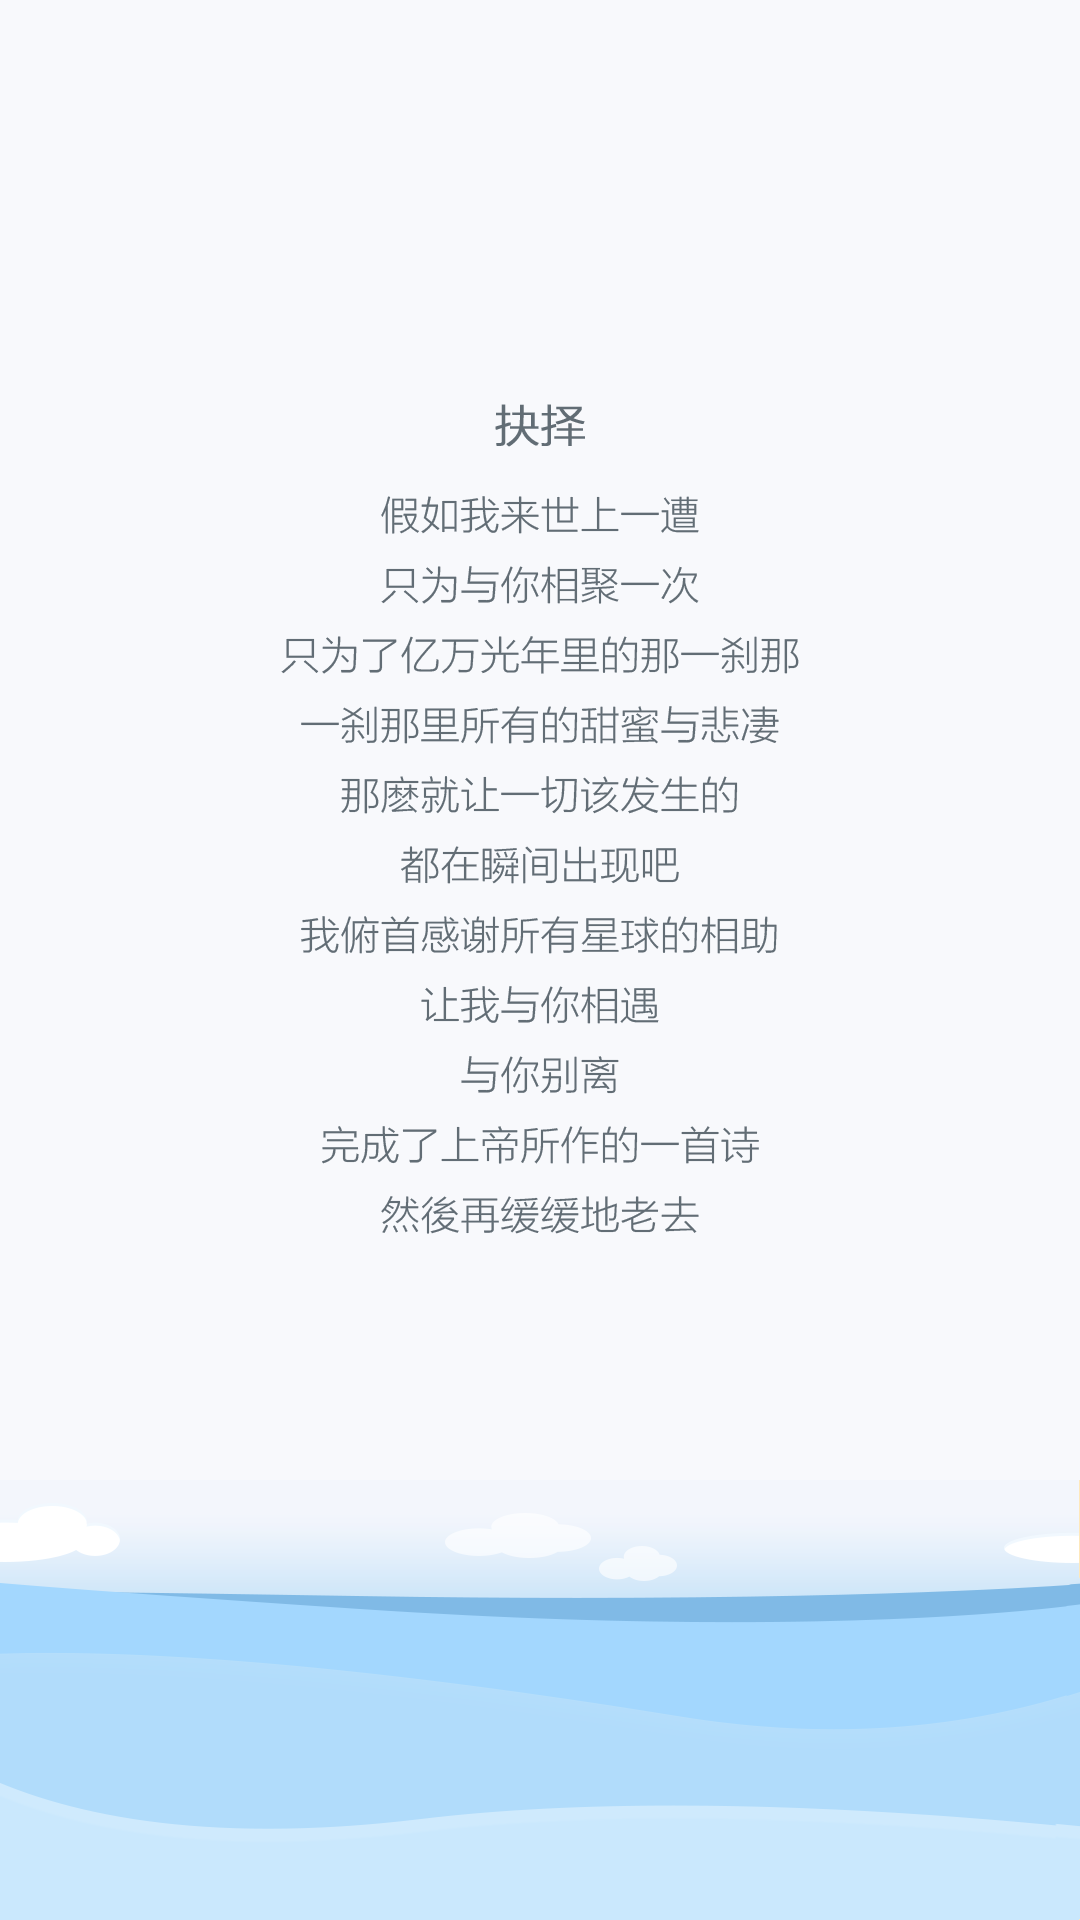 抉择
假如我来世上一遭
只为与你相聚一次
只为了亿万光年里的那一刹那
一刹那里所有的甜蜜与悲凄
那麽就让一切该发生的
都在瞬间出现吧
我俯首感谢所有星球的相助
让我与你相遇
与你别离
完成了上帝所作的一首诗
然後再缓缓地老去